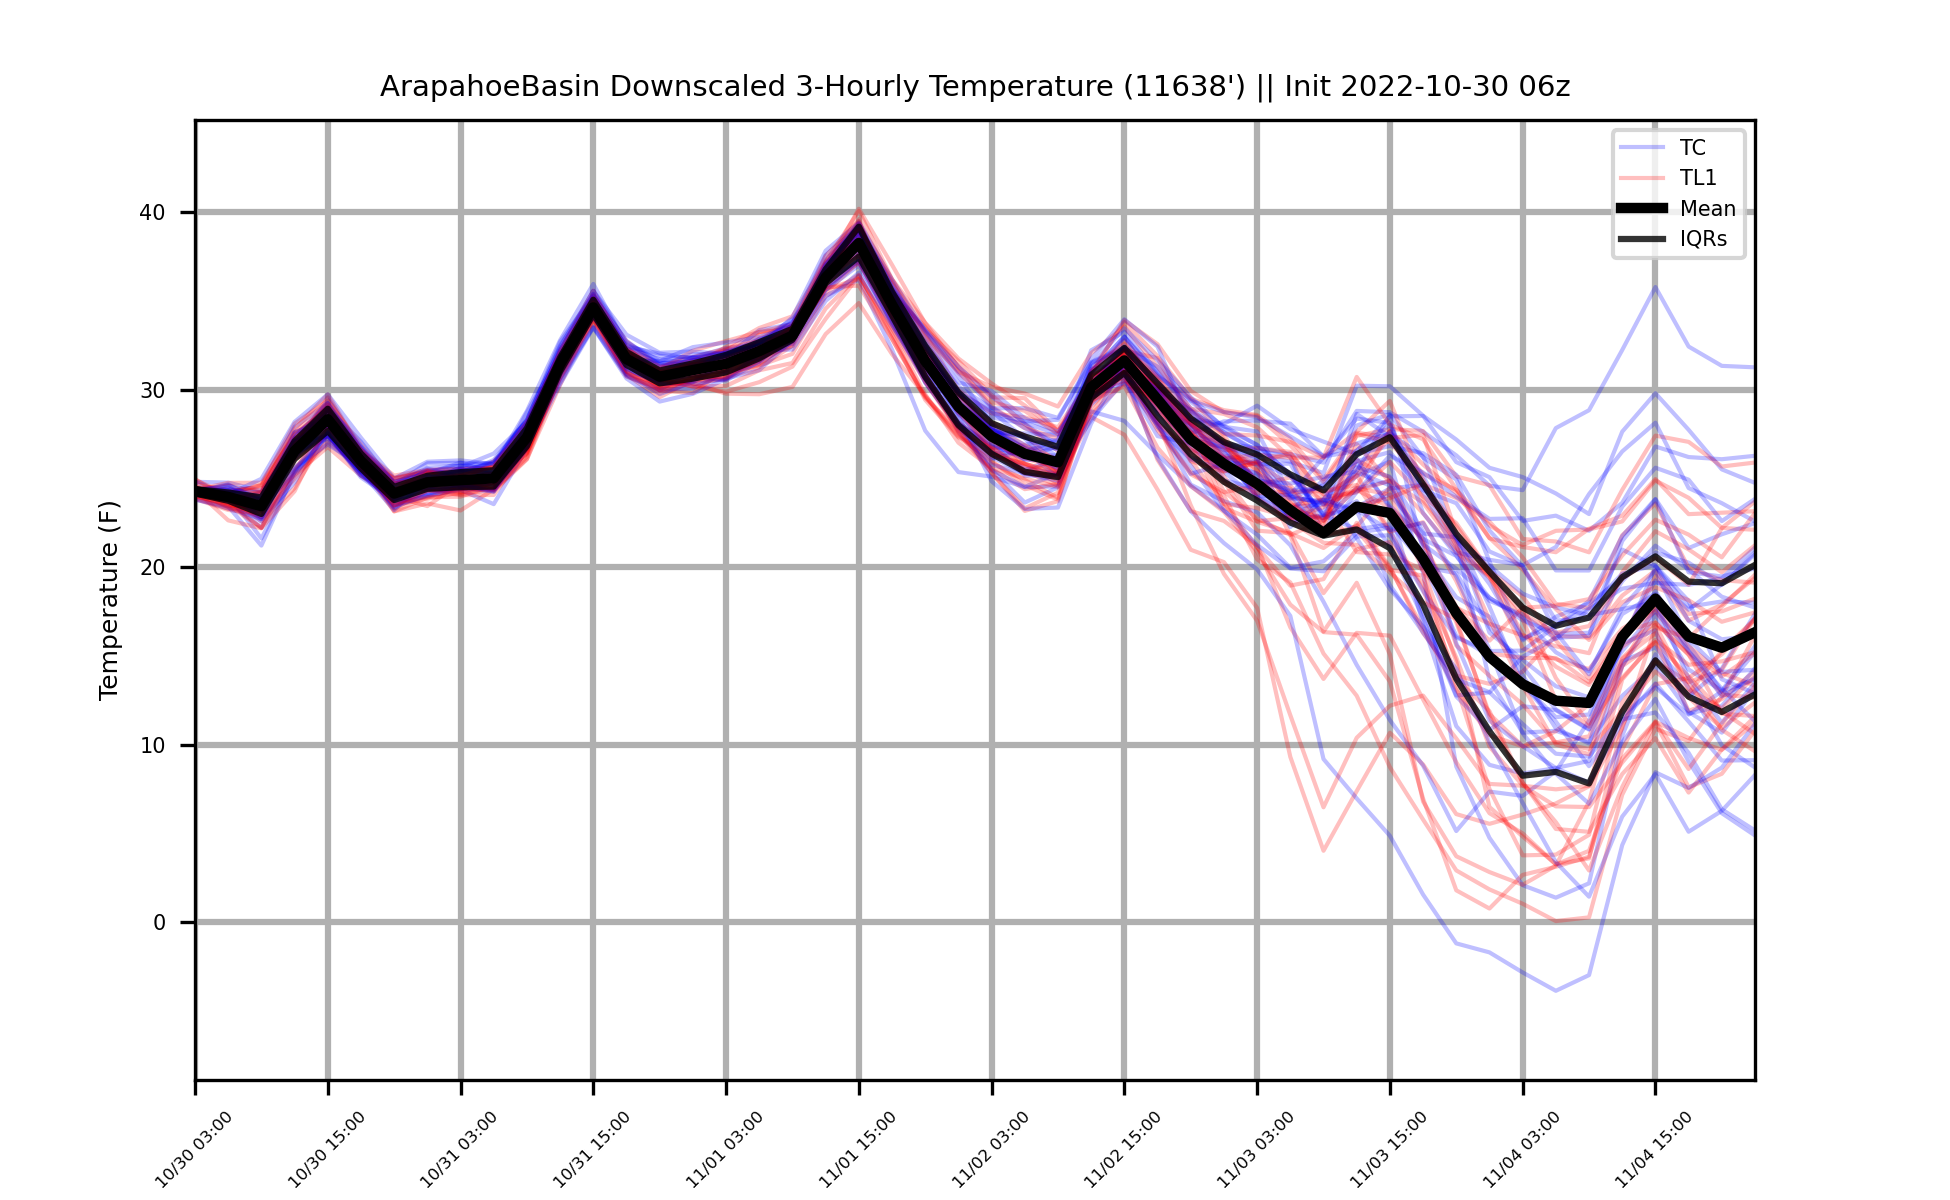 ArapahoeBasin Downscaled 3-Hourly Temperature (11638') || Init 2022-10-30 06z
TC
TL1
Mean
IQRs
Temperature (F)
40
30
20
10
0
10/30 03:00
10/30 15:00
10/31 03:00
10/31 15:00
11/01 03:00
11/01 15:00
11/02 03:00
11/02 15:00
11/03 03:00
11/03 15:00
11/04 03:00
11/04 15:00